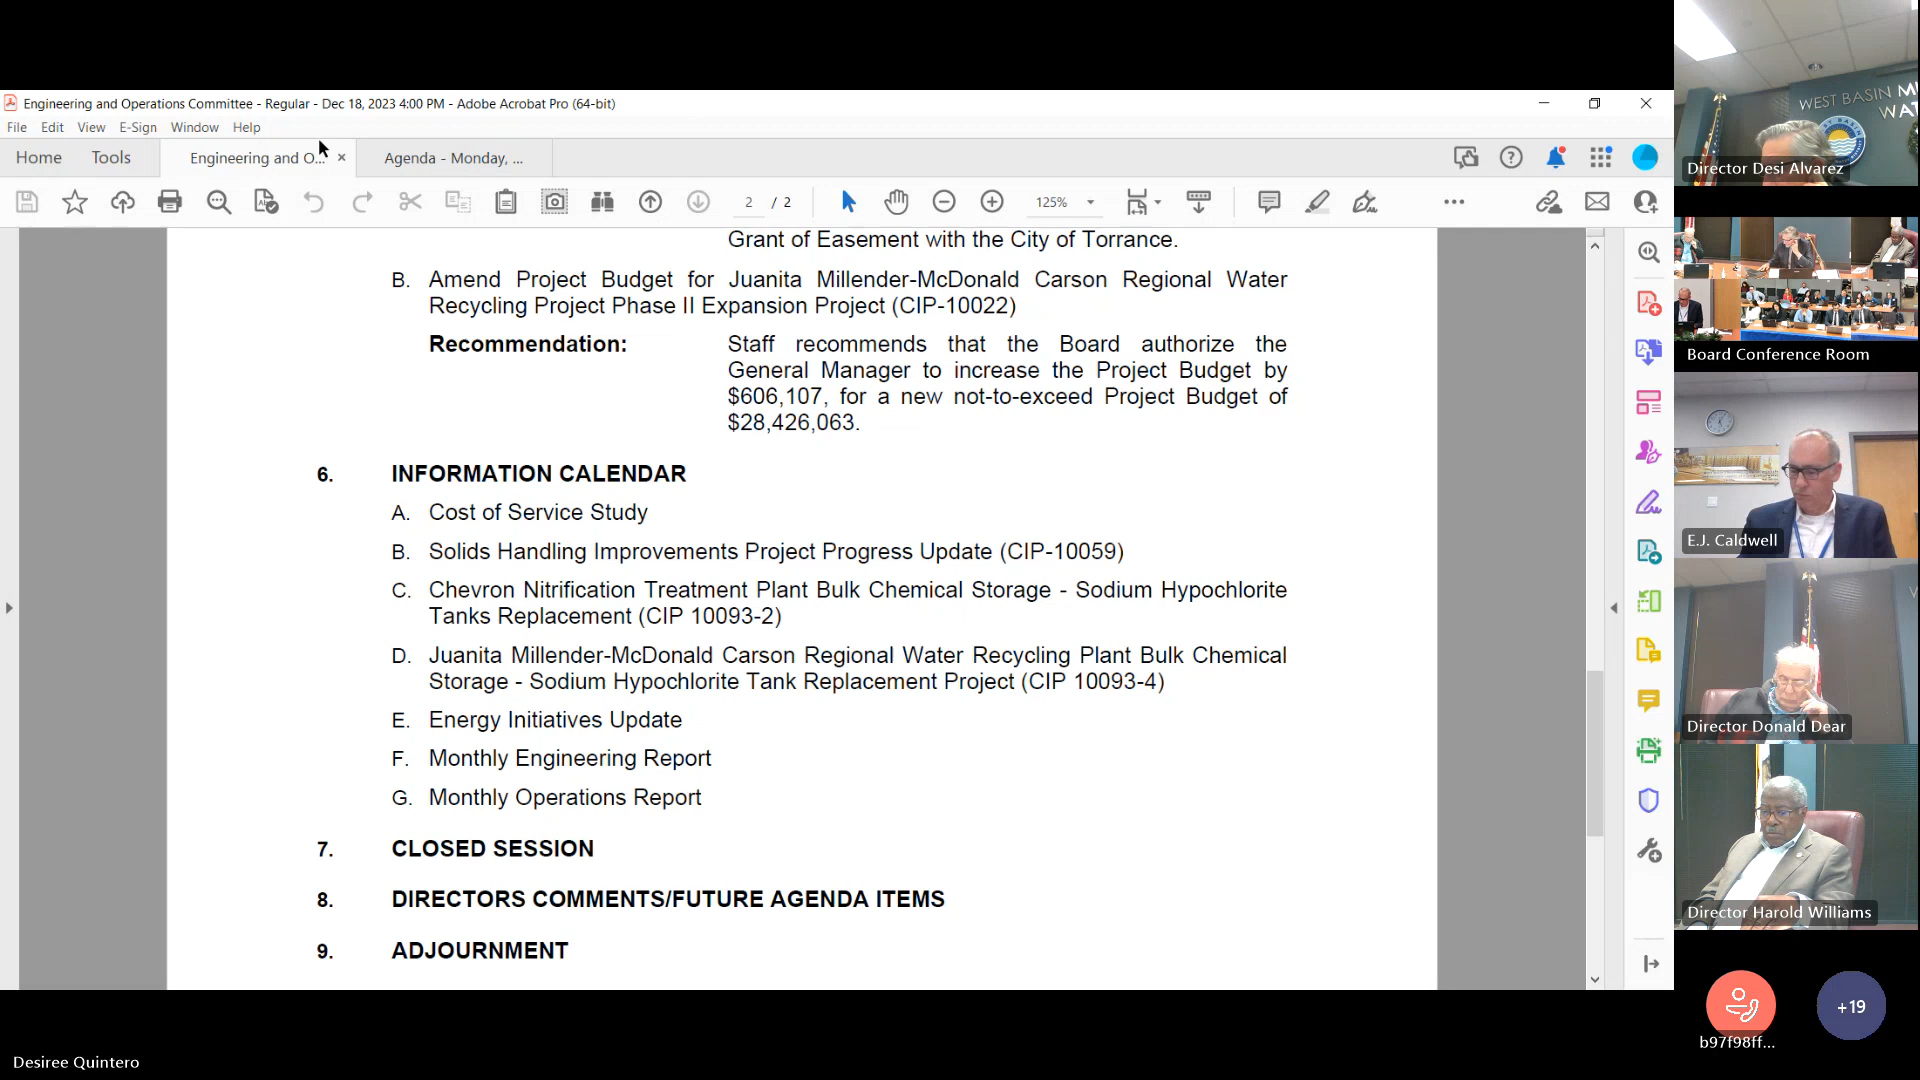 Engineering and Operations Committee - Regular - Dec 18, 2023 4:00 PM - Adobe Acrobat Pro (64-bit)
File Edit View E-Sign Window Help
Home Tools Engineering and O... Agenda - Monday, ...
2 / 2 125%
Grant of Easement with the City of Torrance.
B. Amend Project Budget for Juanita Millender-McDonald Carson Regional Water
Recycling Project Phase II Expansion Project (CIP-10022)
Recommendation: Staff recommends that the Board authorize the
General Manager to increase the Project Budget by
$606,107, for a new not-to-exceed Project Budget of
$28,426,063.
6. INFORMATION CALENDAR
A. Cost of Service Study
B. Solids Handling Improvements Project Progress Update (CIP-10059)
C. Chevron Nitrification Treatment Plant Bulk Chemical Storage - Sodium Hypochlorite
Tanks Replacement (CIP 10093-2)
D. Juanita Millender-McDonald Carson Regional Water Recycling Plant Bulk Chemical
Storage - Sodium Hypochlorite Tank Replacement Project (CIP 10093-4)
E. Energy Initiatives Update
F. Monthly Engineering Report
G. Monthly Operations Report
7. CLOSED SESSION
8. DIRECTORS COMMENTS/FUTURE AGENDA ITEMS
9. ADJOURNMENT
Desiree Quintero
WEST BASIN M
WA
Director Desi Alvarez
Board Conference Room
E.J. Caldwell
Director Donald Dear
Director Harold Williams
b97f98ff...
+19